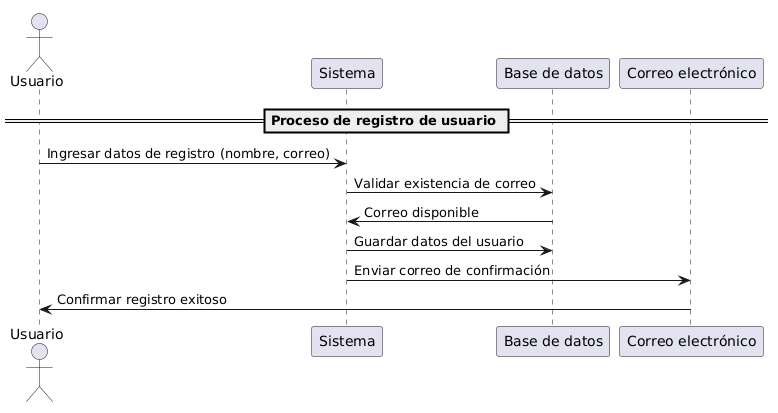 Usuario
Sistema
Base de datos
Correo electrónico
Proceso de registro de usuario
Ingresar datos de registro (nombre, correo)
Validar existencia de correo
Correo disponible
Guardar datos del usuario
Enviar correo de confirmación
Confirmar registro exitoso
Usuario
Sistema
Base de datos
Correo electrónico